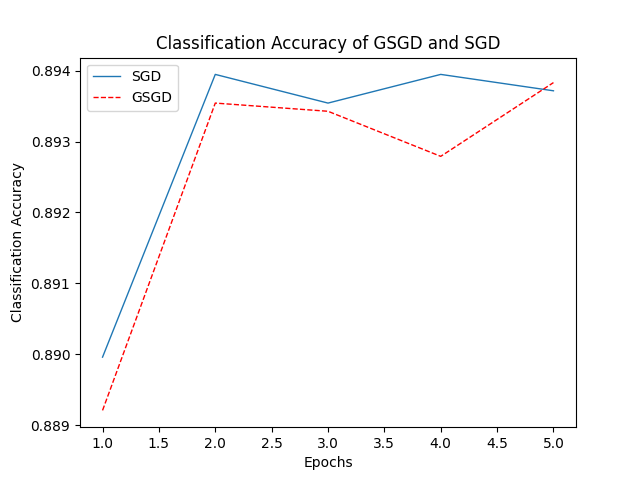 Classification Accuracy of GSGD and SGD
SGD
GSGD
0.894
0.893
0.892
0.891
0.890
0.889
Classification Accuracy
1.0 1.5 2.0 2.5 3.0 3.5 4.0 4.5 5.0
Epochs